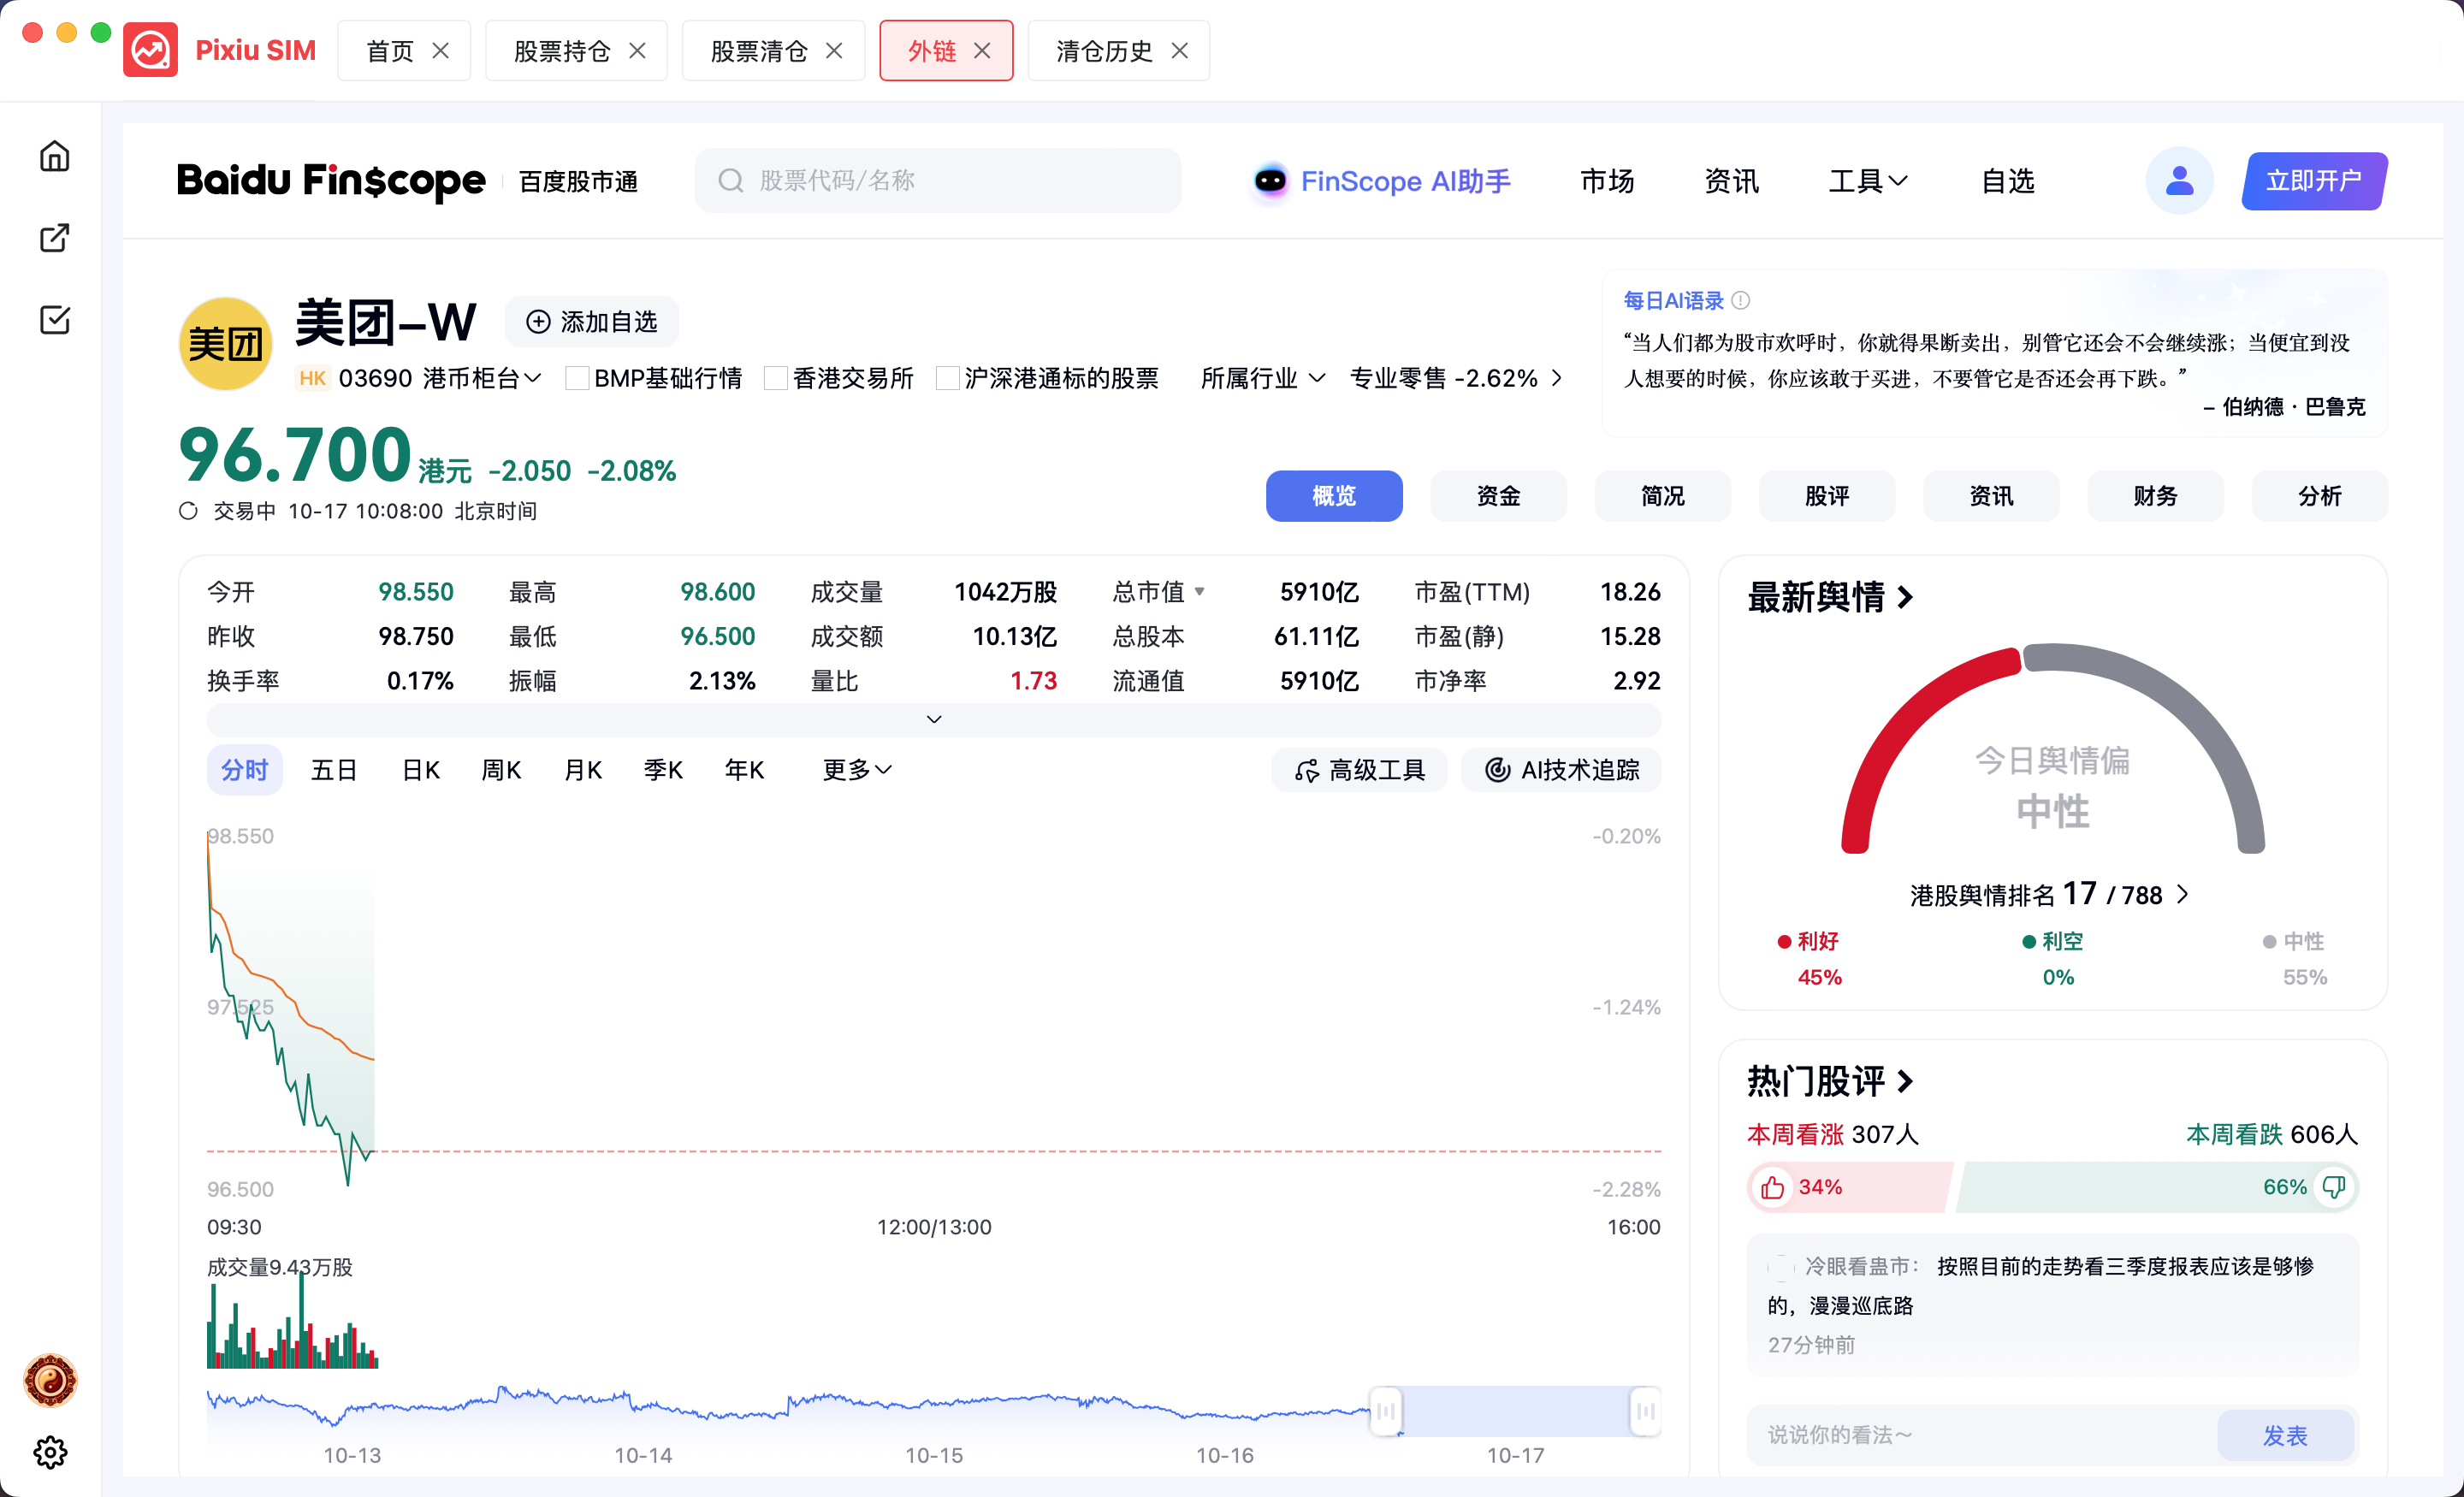 Pixiu SIM 首页 股票持仓 股票清仓 外链 清仓历史
Baidu Fin$cope 百度股市通 股票代码/名称 FinScope AI助手 市场 资讯 工具 自选 立即开户
美团 美团-W 添加自选
HK 03690 港币柜台 BMP基础行情 香港交易所 沪深港通标的股票 所属行业 专业零售 -2.62%
96.700 港元 -2.050 -2.08%
交易中 10-17 10:08:00 北京时间
每日AI语录
“当人们都为股市欢呼时，你就得果断卖出，别管它还会不会继续涨；当便宜到没
人想要的时候，你应该敢于买进，不要管它是否还会再下跌。”
– 伯纳德 · 巴鲁克
概览 资金 简况 股评 资讯 财务 分析
今开 98.550 最高 98.600 成交量 1042万股 总市值 5910亿 市盈(TTM) 18.26
昨收 98.750 最低 96.500 成交额 10.13亿 总股本 61.11亿 市盈(静) 15.28
换手率 0.17% 振幅 2.13% 量比 1.73 流通值 5910亿 市净率 2.92
分时 五日 日K 周K 月K 季K 年K 更多 高级工具 AI技术追踪
98.550 -0.20%
97.525 -1.24%
96.500 -2.28%
09:30 12:00/13:00 16:00
成交量9.43万股
10-13 10-14 10-15 10-16 10-17
最新舆情
今日舆情偏
中性
港股舆情排名 17 / 788
利好 利空 中性
45% 0% 55%
热门股评
本周看涨 307人 本周看跌 606人
34% 66%
冷眼看蛊市： 按照目前的走势看三季度报表应该是够惨
的，漫漫巡底路
27分钟前
说说你的看法～ 发表